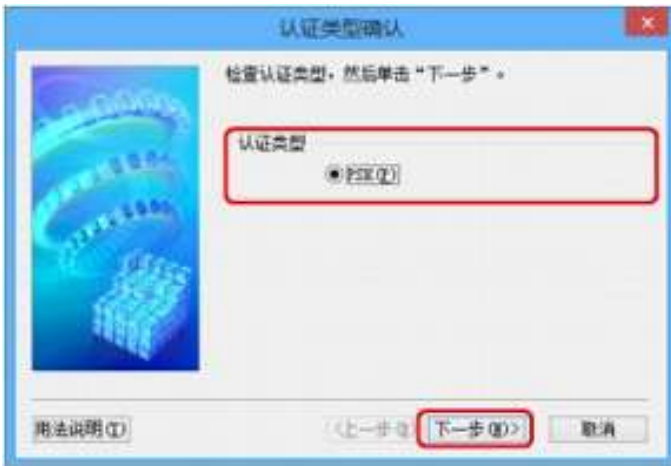 认证类型确认
检查认证类型，然后单击“下一步”。
认证类型
PSK(P)
用法说明(I) <上一步 下一步(N)> 取消